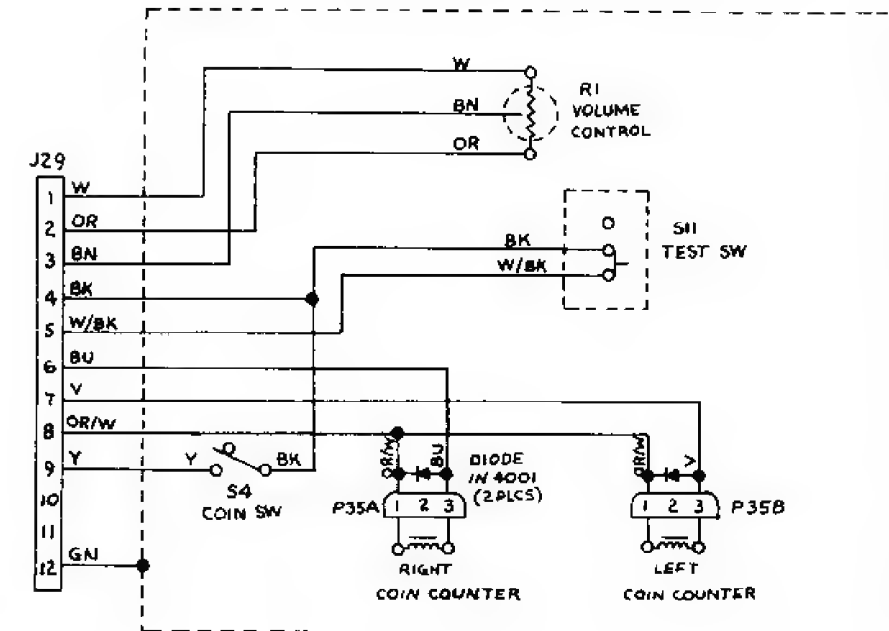 W
R1
VOLUME
CONTROL
BN
OR
J29
1 W
2 OR
3 BN
4 BK
5 W/BK
6 BU
7 V
8 OR/W
9 Y
10
11
12 GN
BK
W/BK
S11
TEST SW
Y
BK
S4
COIN SW
OR/W
BU
DIODE
IN 4001
(2PLCS)
P35A
1 2 3
RIGHT
COIN COUNTER
OR/W
V
1 2 3
P35B
LEFT
COIN COUNTER